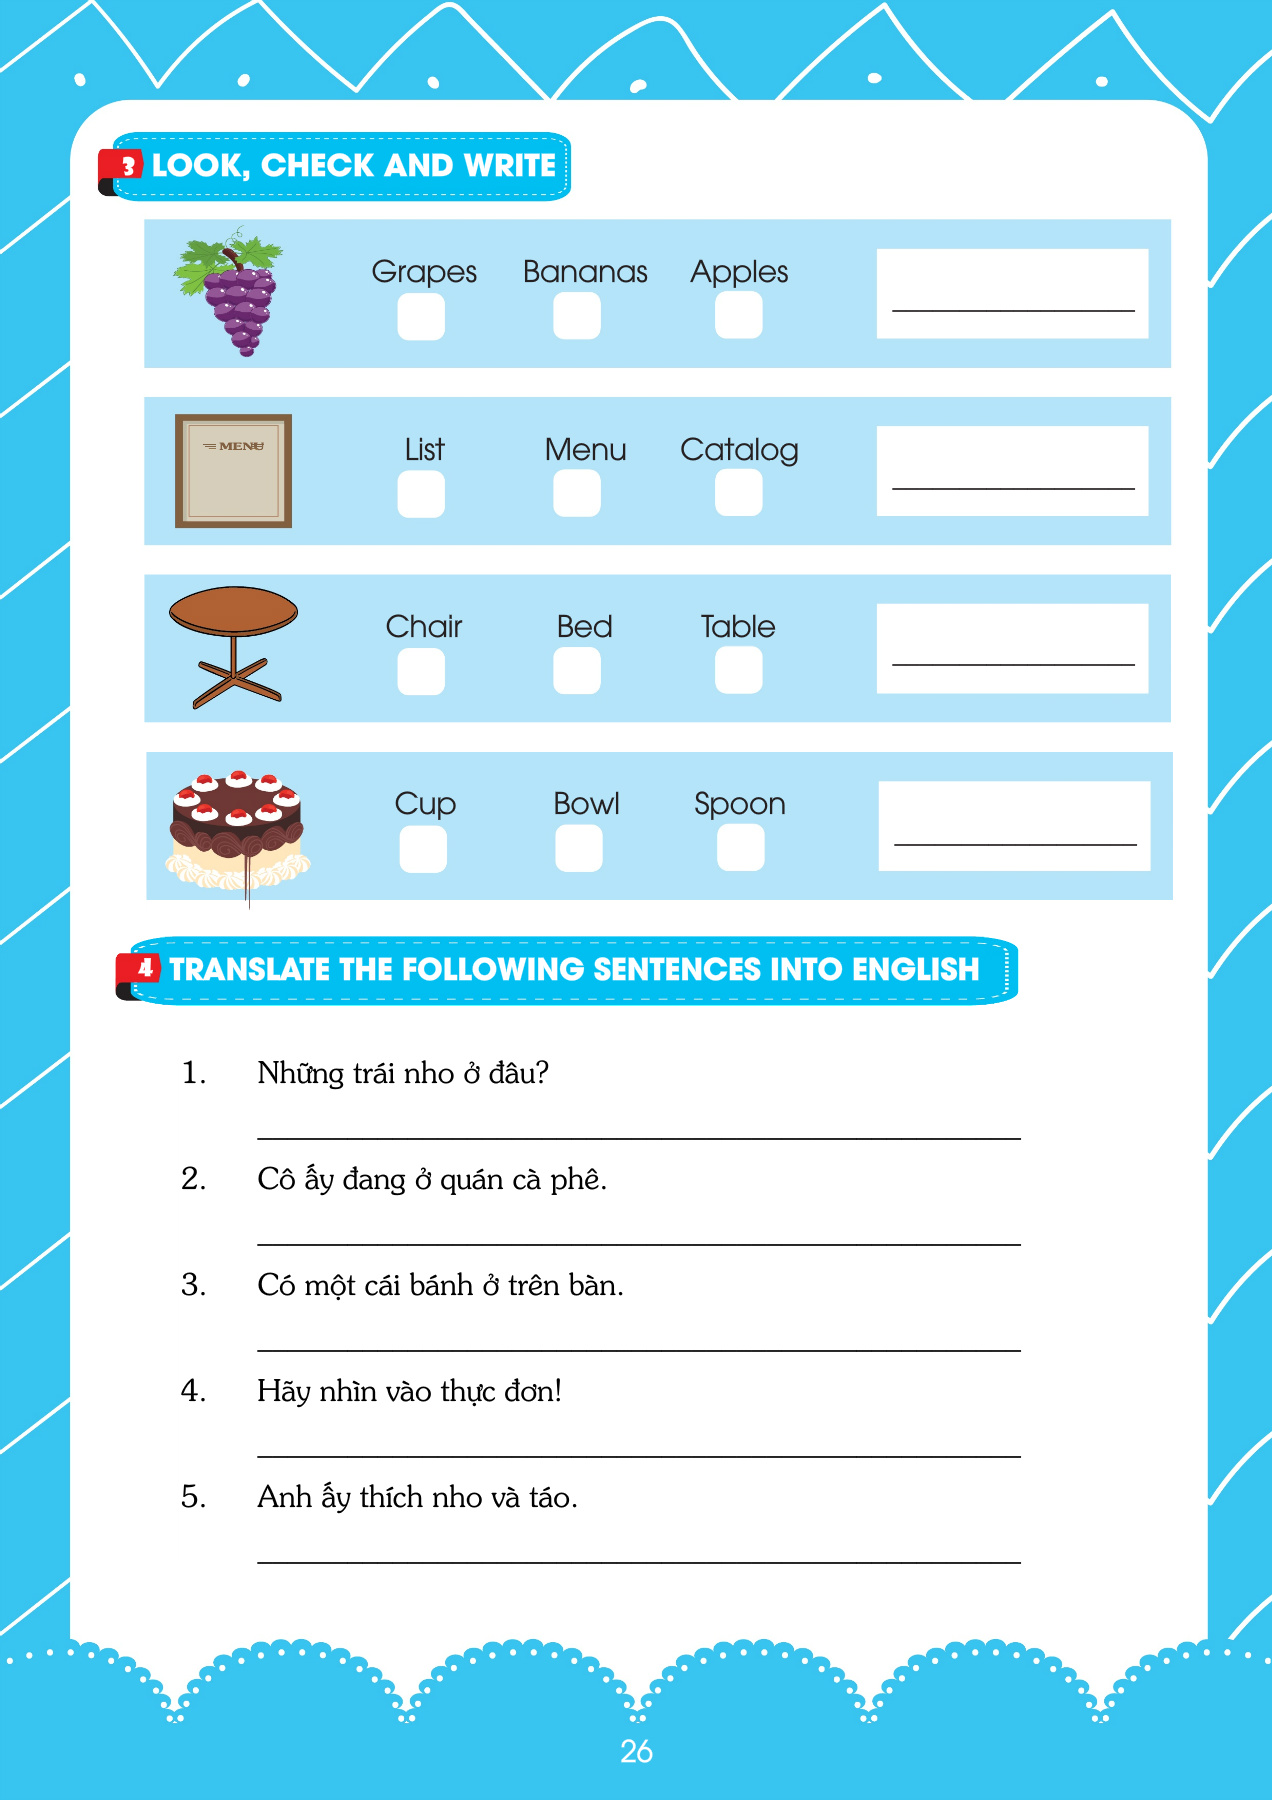 3 LOOK, CHECK AND WRITE
Grapes Bananas Apples
MENU
List Menu Catalog
Chair Bed Table
Cup Bowl Spoon
4 TRANSLATE THE FOLLOWING SENTENCES INTO ENGLISH
1. Những trái nho ở đâu?
2. Cô ấy đang ở quán cà phê.
3. Có một cái bánh ở trên bàn.
4. Hãy nhìn vào thực đơn!
5. Anh ấy thích nho và táo.
26